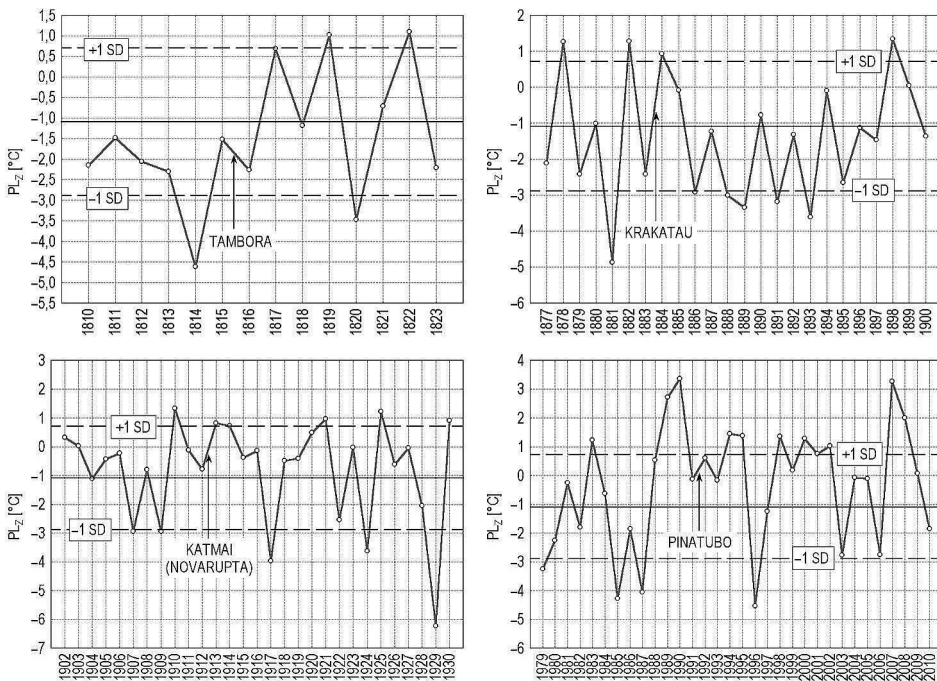 PLZ [°C]
1,5
1,0
0,5
0,0
–0,5
–1,0
–1,5
–2,0
–2,5
–3,0
–3,5
–4,0
–4,5
–5,0
–5,5
+1 SD
–1 SD
TAMBORA
1810 1811 1812 1813 1814 1815 1816 1817 1818 1819 1820 1821 1822 1823
PLZ [°C]
2
1
0
–1
–2
–3
–4
–5
–6
+1 SD
–1 SD
KRAKATAU
1877 1878 1879 1880 1881 1882 1883 1884 1885 1886 1887 1888 1889 1890 1891 1892 1893 1894 1895 1896 1897 1898 1899 1900
PLZ [°C]
3
2
1
0
–1
–2
–3
–4
–5
–6
–7
+1 SD
–1 SD
KATMAI
(NOVARUPTA)
1902 1903 1904 1905 1906 1907 1908 1909 1910 1911 1912 1913 1914 1915 1916 1917 1918 1919 1920 1921 1922 1923 1924 1925 1926 1927 1928 1929 1930
PLZ [°C]
4
3
2
1
0
–1
–2
–3
–4
–5
–6
+1 SD
PINATUBO
–1 SD
1979 1980 1981 1982 1983 1984 1985 1986 1987 1988 1989 1990 1991 1992 1993 1994 1995 1996 1997 1998 1999 2000 2001 2002 2003 2004 2005 2006 2007 2008 2009 2010